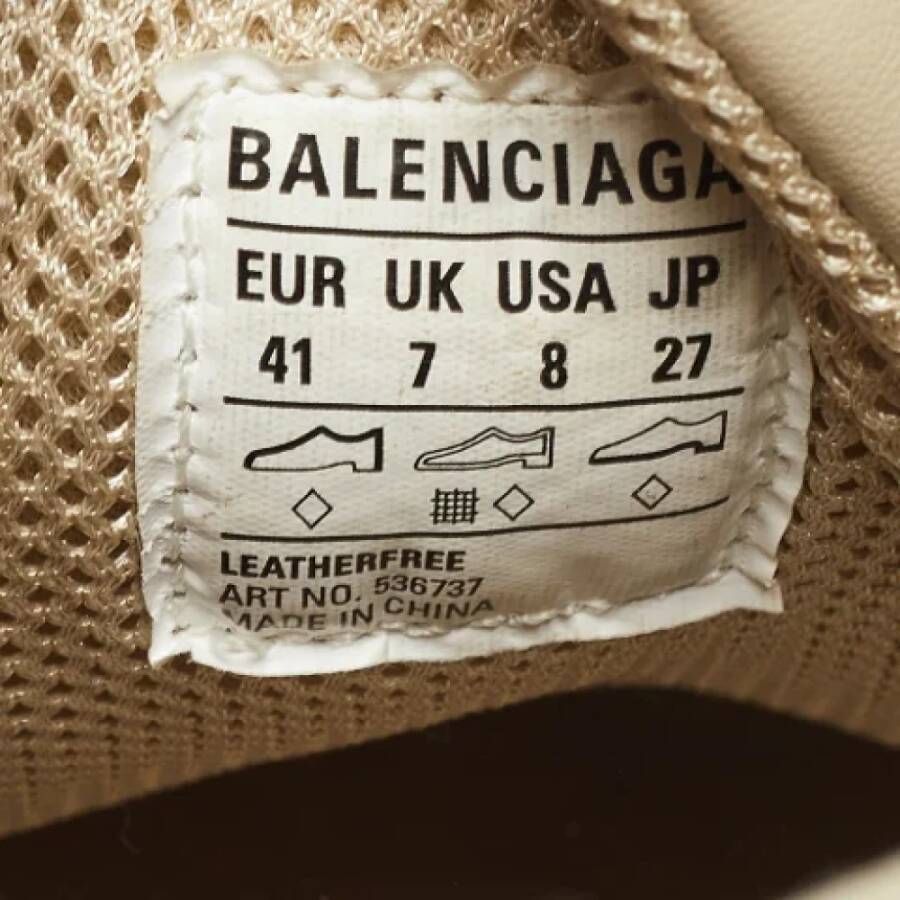 BALENCIAGA
EUR UK USA JP
41 7 8 27
LEATHERFREE
ART NO. 536737
MADE IN CHINA